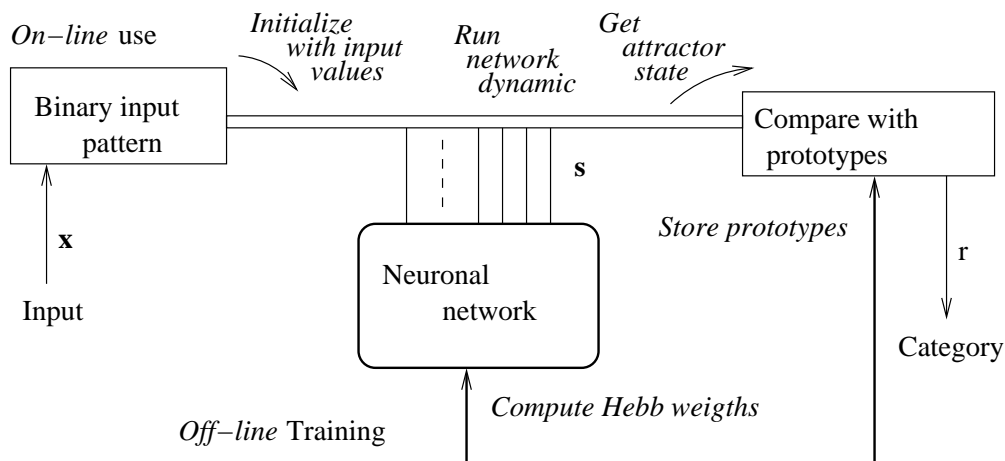 On−line use
Initialize
with input
values
Run
network
dynamic
Get
attractor
state
Binary input
pattern
Compare with
prototypes
s
x
Store prototypes
r
Neuronal
network
Input
Category
Compute Hebb weigths
Off−line Training